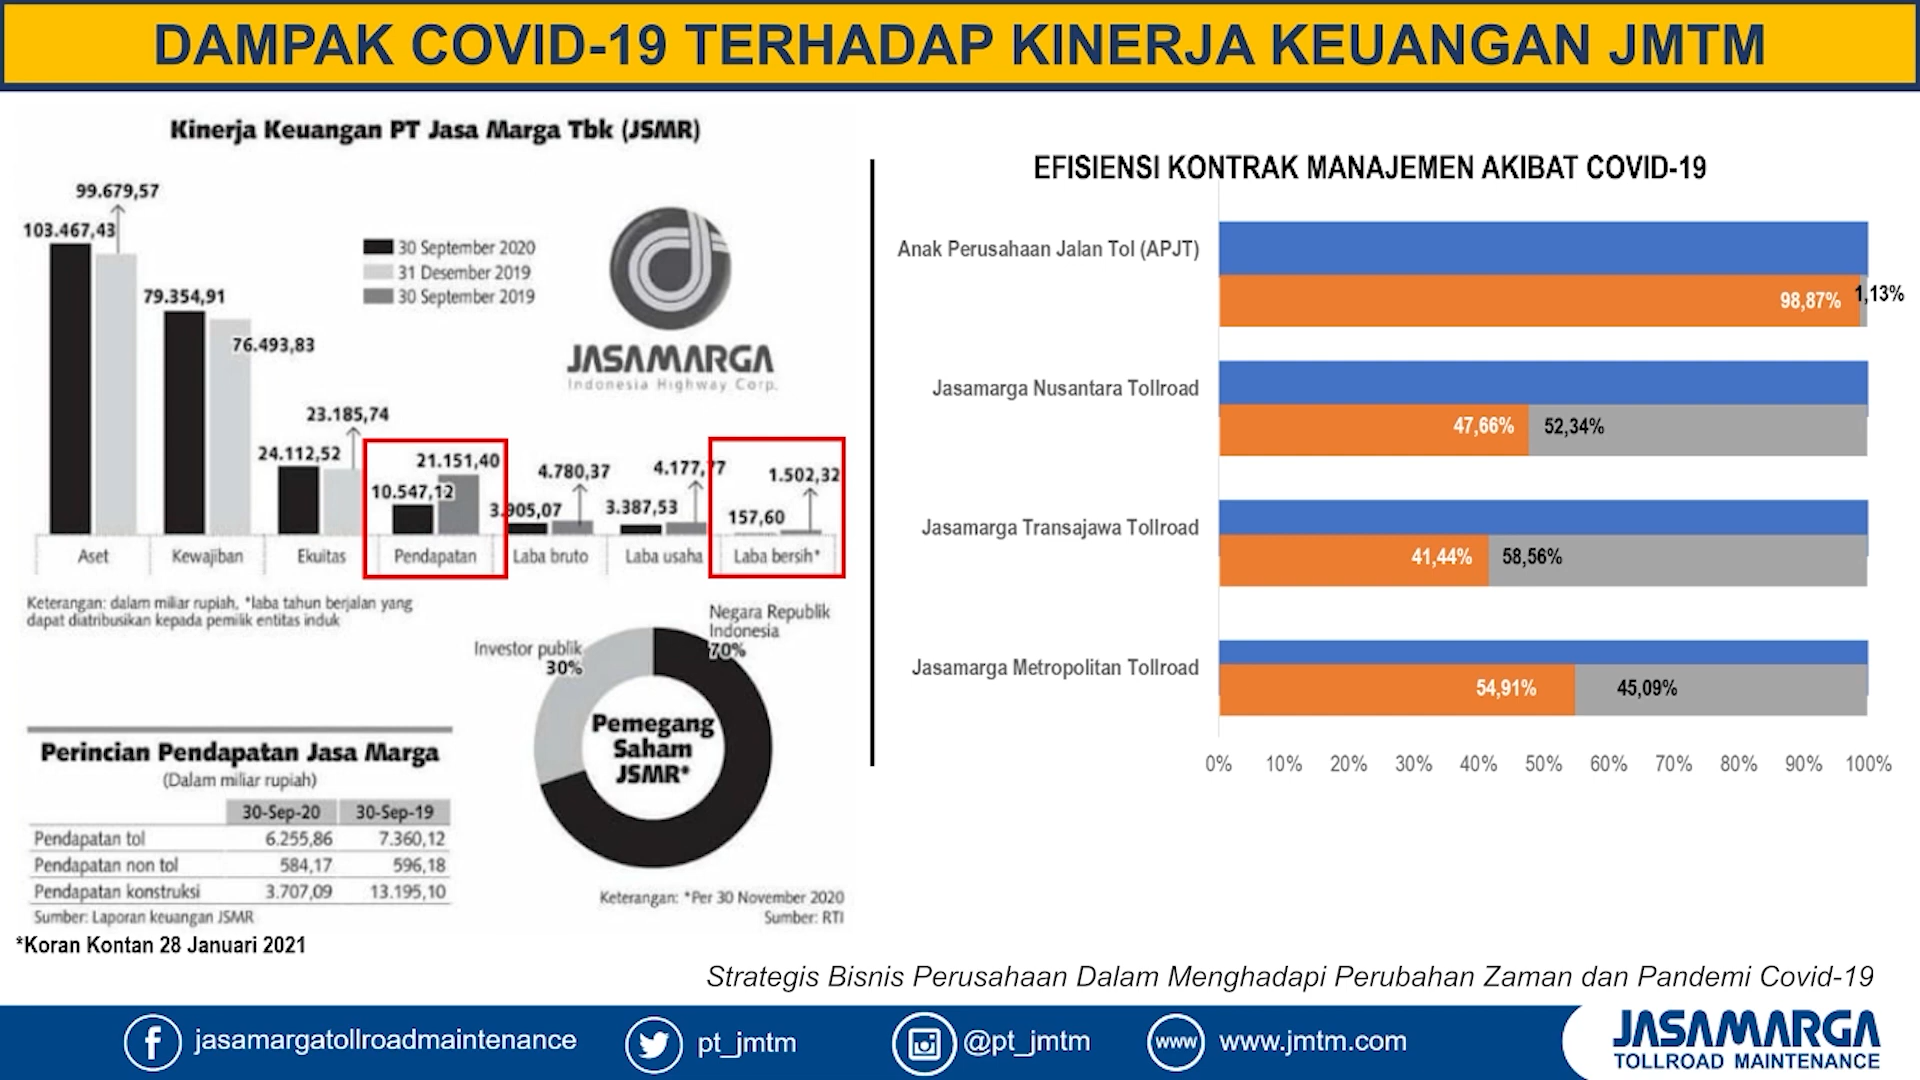 DAMPAK COVID-19 TERHADAP KINERJA KEUANGAN JMTM
Kinerja Keuangan PT Jasa Marga Tbk (JSMR)
99.679,57
103.467,43
79.354,91
76.493,83
23.185,74
24.112,52
21.151,40
10.547,12
4.780,37
3.905,07
4.177,77
3.387,53
1.502,32
157,60
30 September 2020
31 Desember 2019
30 September 2019
JASAMARGA
Indonesia Highway Corp.
Aset
Kewajiban
Ekuitas
Pendapatan
Laba bruto
Laba usaha
Laba bersih*
Keterangan: dalam miliar rupiah, *laba tahun berjalan yang
dapat diatribusikan kepada pemilik entitas induk
Investor publik
30%
Negara Republik
Indonesia
70%
Pemegang
Saham
JSMR*
Keterangan: *Per 30 November 2020
Sumber: RTI
Perincian Pendapatan Jasa Marga
(Dalam miliar rupiah)
30-Sep-20 30-Sep-19
Pendapatan tol 6.255,86 7.360,12
Pendapatan non tol 584,17 596,18
Pendapatan konstruksi 3.707,09 13.195,10
Sumber: Laporan keuangan JSMR
*Koran Kontan 28 Januari 2021
EFISIENSI KONTRAK MANAJEMEN AKIBAT COVID-19
Anak Perusahaan Jalan Tol (APJT)
98,87% 1,13%
Jasamarga Nusantara Tollroad
47,66% 52,34%
Jasamarga Transajawa Tollroad
41,44% 58,56%
Jasamarga Metropolitan Tollroad
54,91% 45,09%
0% 10% 20% 30% 40% 50% 60% 70% 80% 90% 100%
Strategis Bisnis Perusahaan Dalam Menghadapi Perubahan Zaman dan Pandemi Covid-19
f jasamargatollroadmaintenance
pt_jmtm
@pt_jmtm
www www.jmtm.com
JASAMARGA
TOLLROAD MAINTENANCE